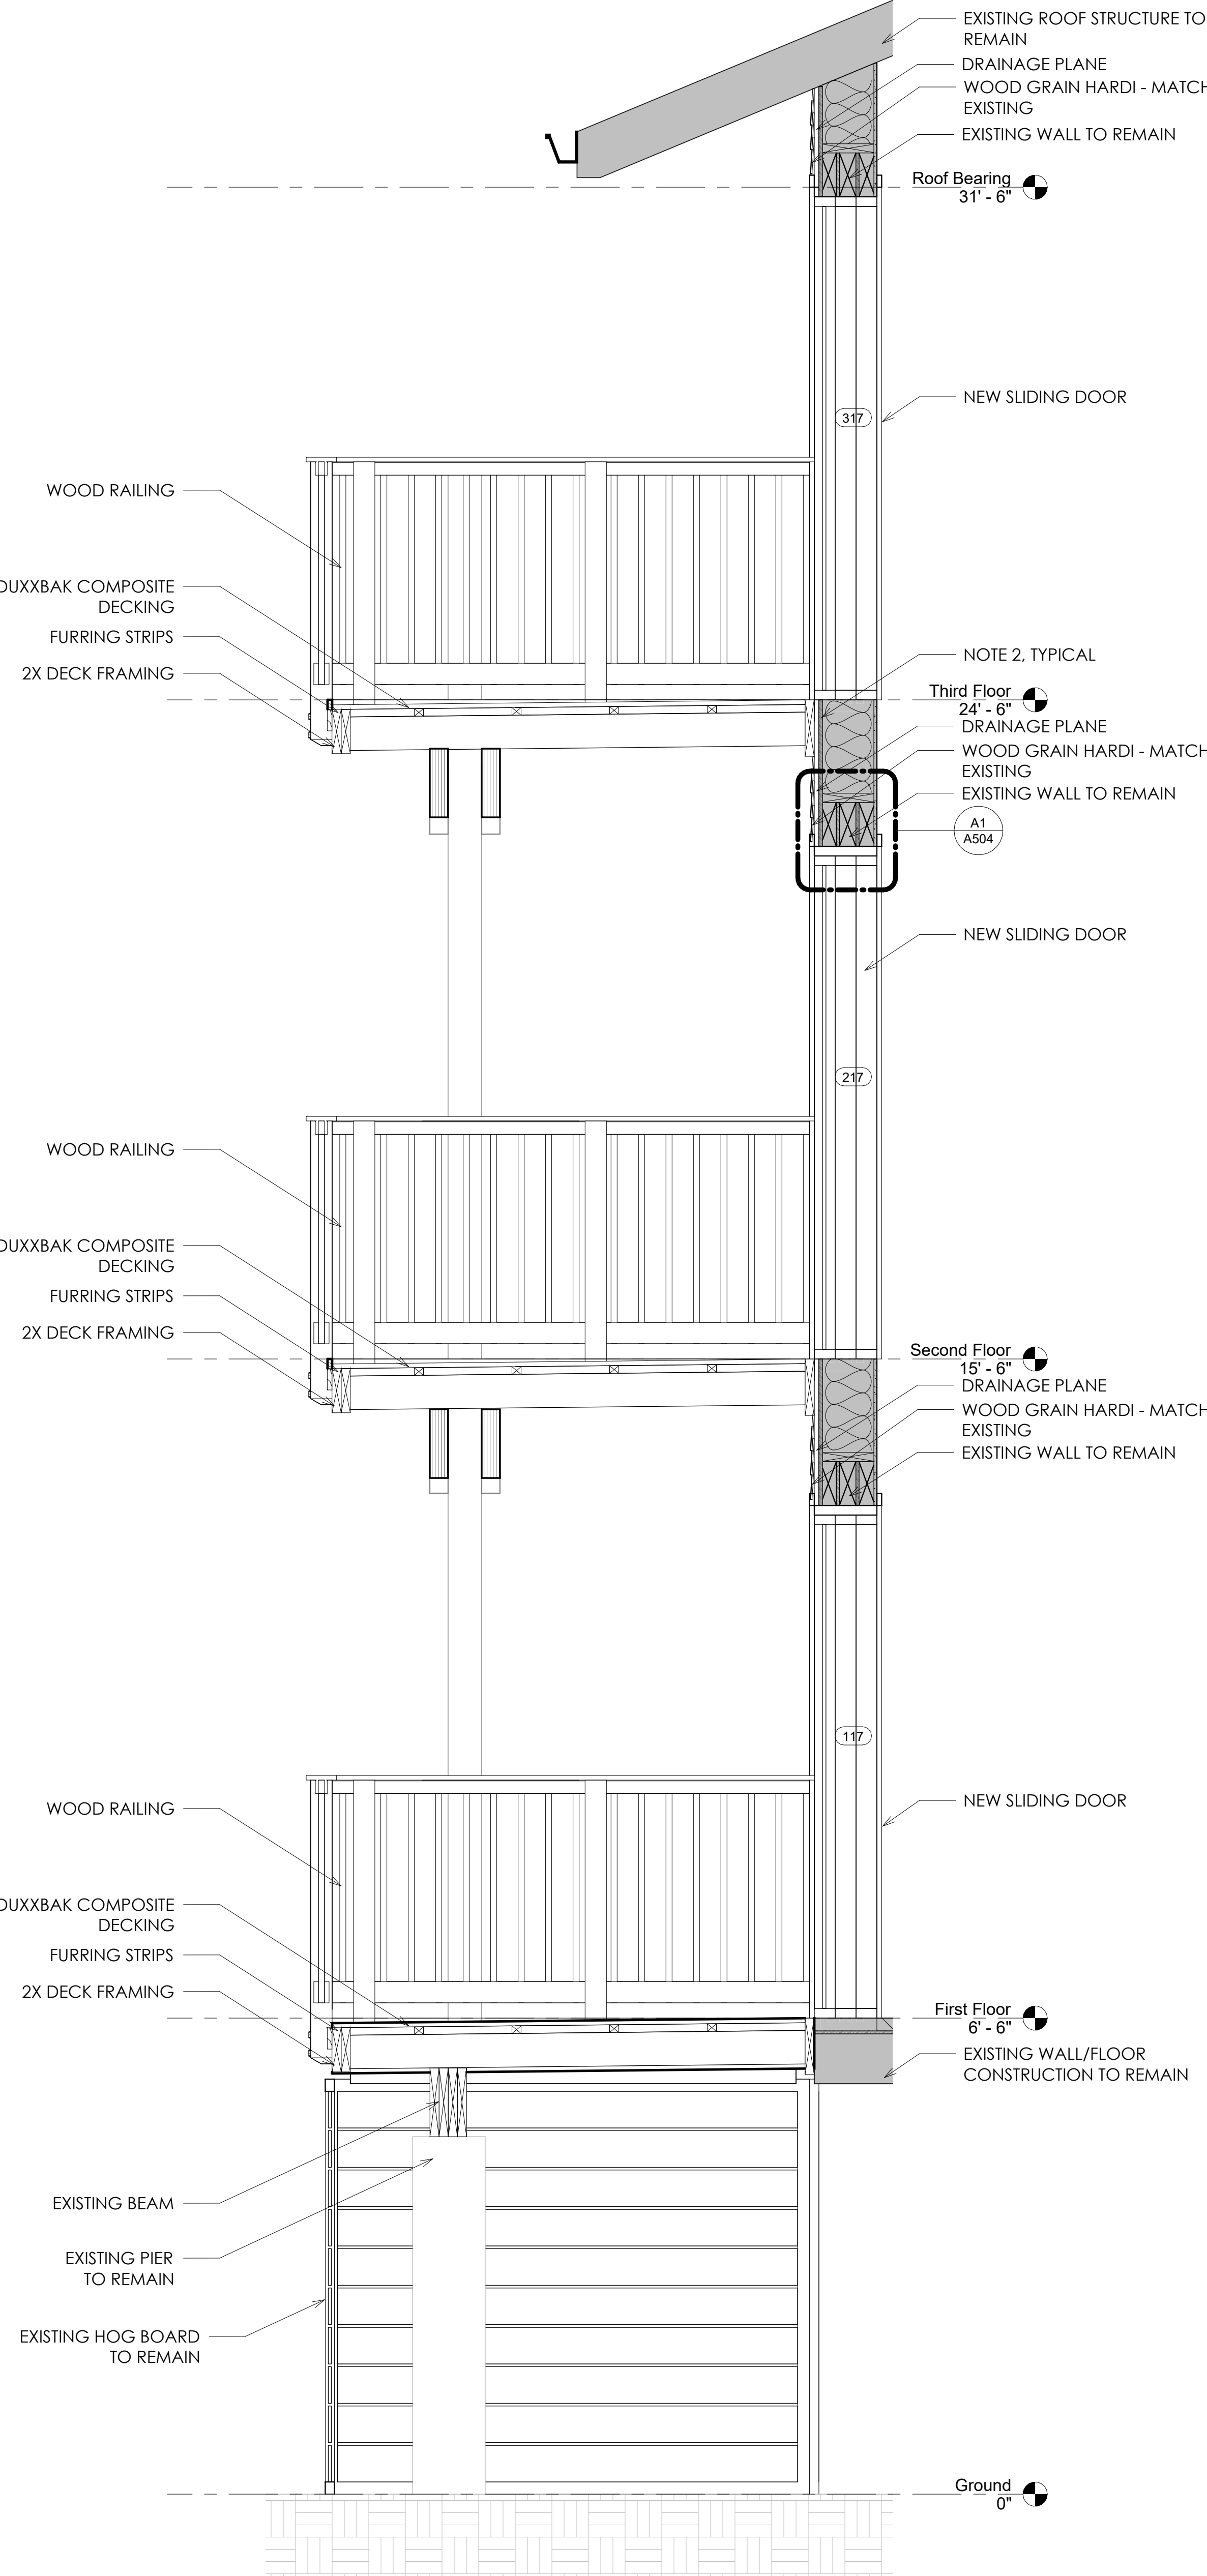 EXISTING ROOF STRUCTURE TO
REMAIN
DRAINAGE PLANE
WOOD GRAIN HARDI - MATCH
EXISTING
EXISTING WALL TO REMAIN
Roof Bearing
31' - 6"
NEW SLIDING DOOR
317
WOOD RAILING
DUXXBAK COMPOSITE
DECKING
FURRING STRIPS
2X DECK FRAMING
NOTE 2, TYPICAL
Third Floor
24' - 6"
DRAINAGE PLANE
WOOD GRAIN HARDI - MATCH
EXISTING
EXISTING WALL TO REMAIN
A1
A504
NEW SLIDING DOOR
217
WOOD RAILING
DUXXBAK COMPOSITE
DECKING
FURRING STRIPS
2X DECK FRAMING
Second Floor
15' - 6"
DRAINAGE PLANE
WOOD GRAIN HARDI - MATCH
EXISTING
EXISTING WALL TO REMAIN
117
NEW SLIDING DOOR
WOOD RAILING
DUXXBAK COMPOSITE
DECKING
FURRING STRIPS
2X DECK FRAMING
First Floor
6' - 6"
EXISTING WALL/FLOOR
CONSTRUCTION TO REMAIN
EXISTING BEAM
EXISTING PIER
TO REMAIN
EXISTING HOG BOARD
TO REMAIN
Ground
0"